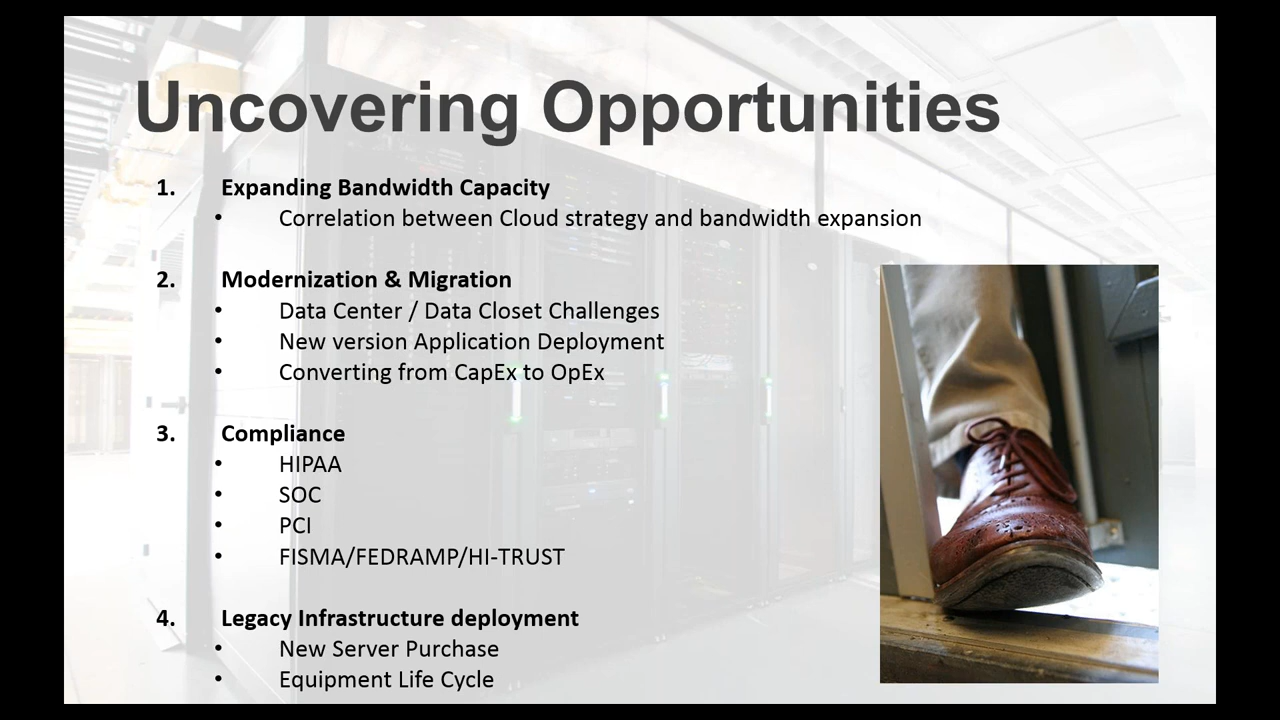 Uncovering Opportunities
1. Expanding Bandwidth Capacity
• Correlation between Cloud strategy and bandwidth expansion
2. Modernization & Migration
• Data Center / Data Closet Challenges
• New version Application Deployment
• Converting from CapEx to OpEx
3. Compliance
• HIPAA
• SOC
• PCI
• FISMA/FEDRAMP/HI-TRUST
4. Legacy Infrastructure deployment
• New Server Purchase
• Equipment Life Cycle